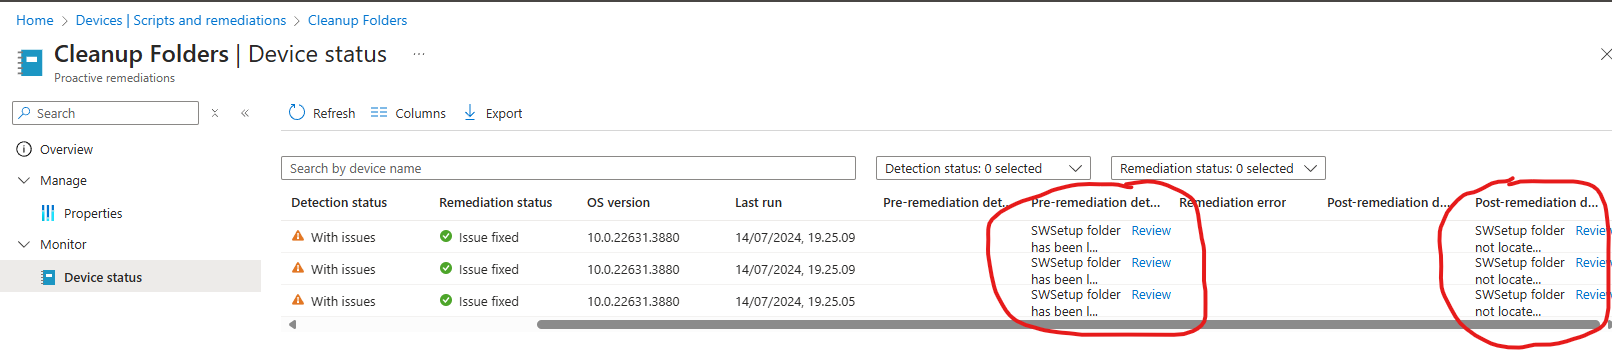 Home > Devices | Scripts and remediations > Cleanup Folders
Cleanup Folders | Device status ...
Proactive remediations
Search
Overview
Manage
Properties
Monitor
Device status
Refresh
Columns
Export
Search by device name
Detection status: 0 selected
Remediation status: 0 selected
Detection status Remediation status OS version Last run Pre-remediation det... Pre-remediation det... Remediation error Post-remediation d... Post-remediation d...
With issues Issue fixed 10.0.22631.3880 14/07/2024, 19.25.09 SWSetup folder Review SWSetup folder Review
has been l... not locate...
With issues Issue fixed 10.0.22631.3880 14/07/2024, 19.25.09 SWSetup folder Review SWSetup folder Review
has been l... not locate...
With issues Issue fixed 10.0.22631.3880 14/07/2024, 19.25.05 SWSetup folder Review SWSetup folder Review
has been l... not locate...